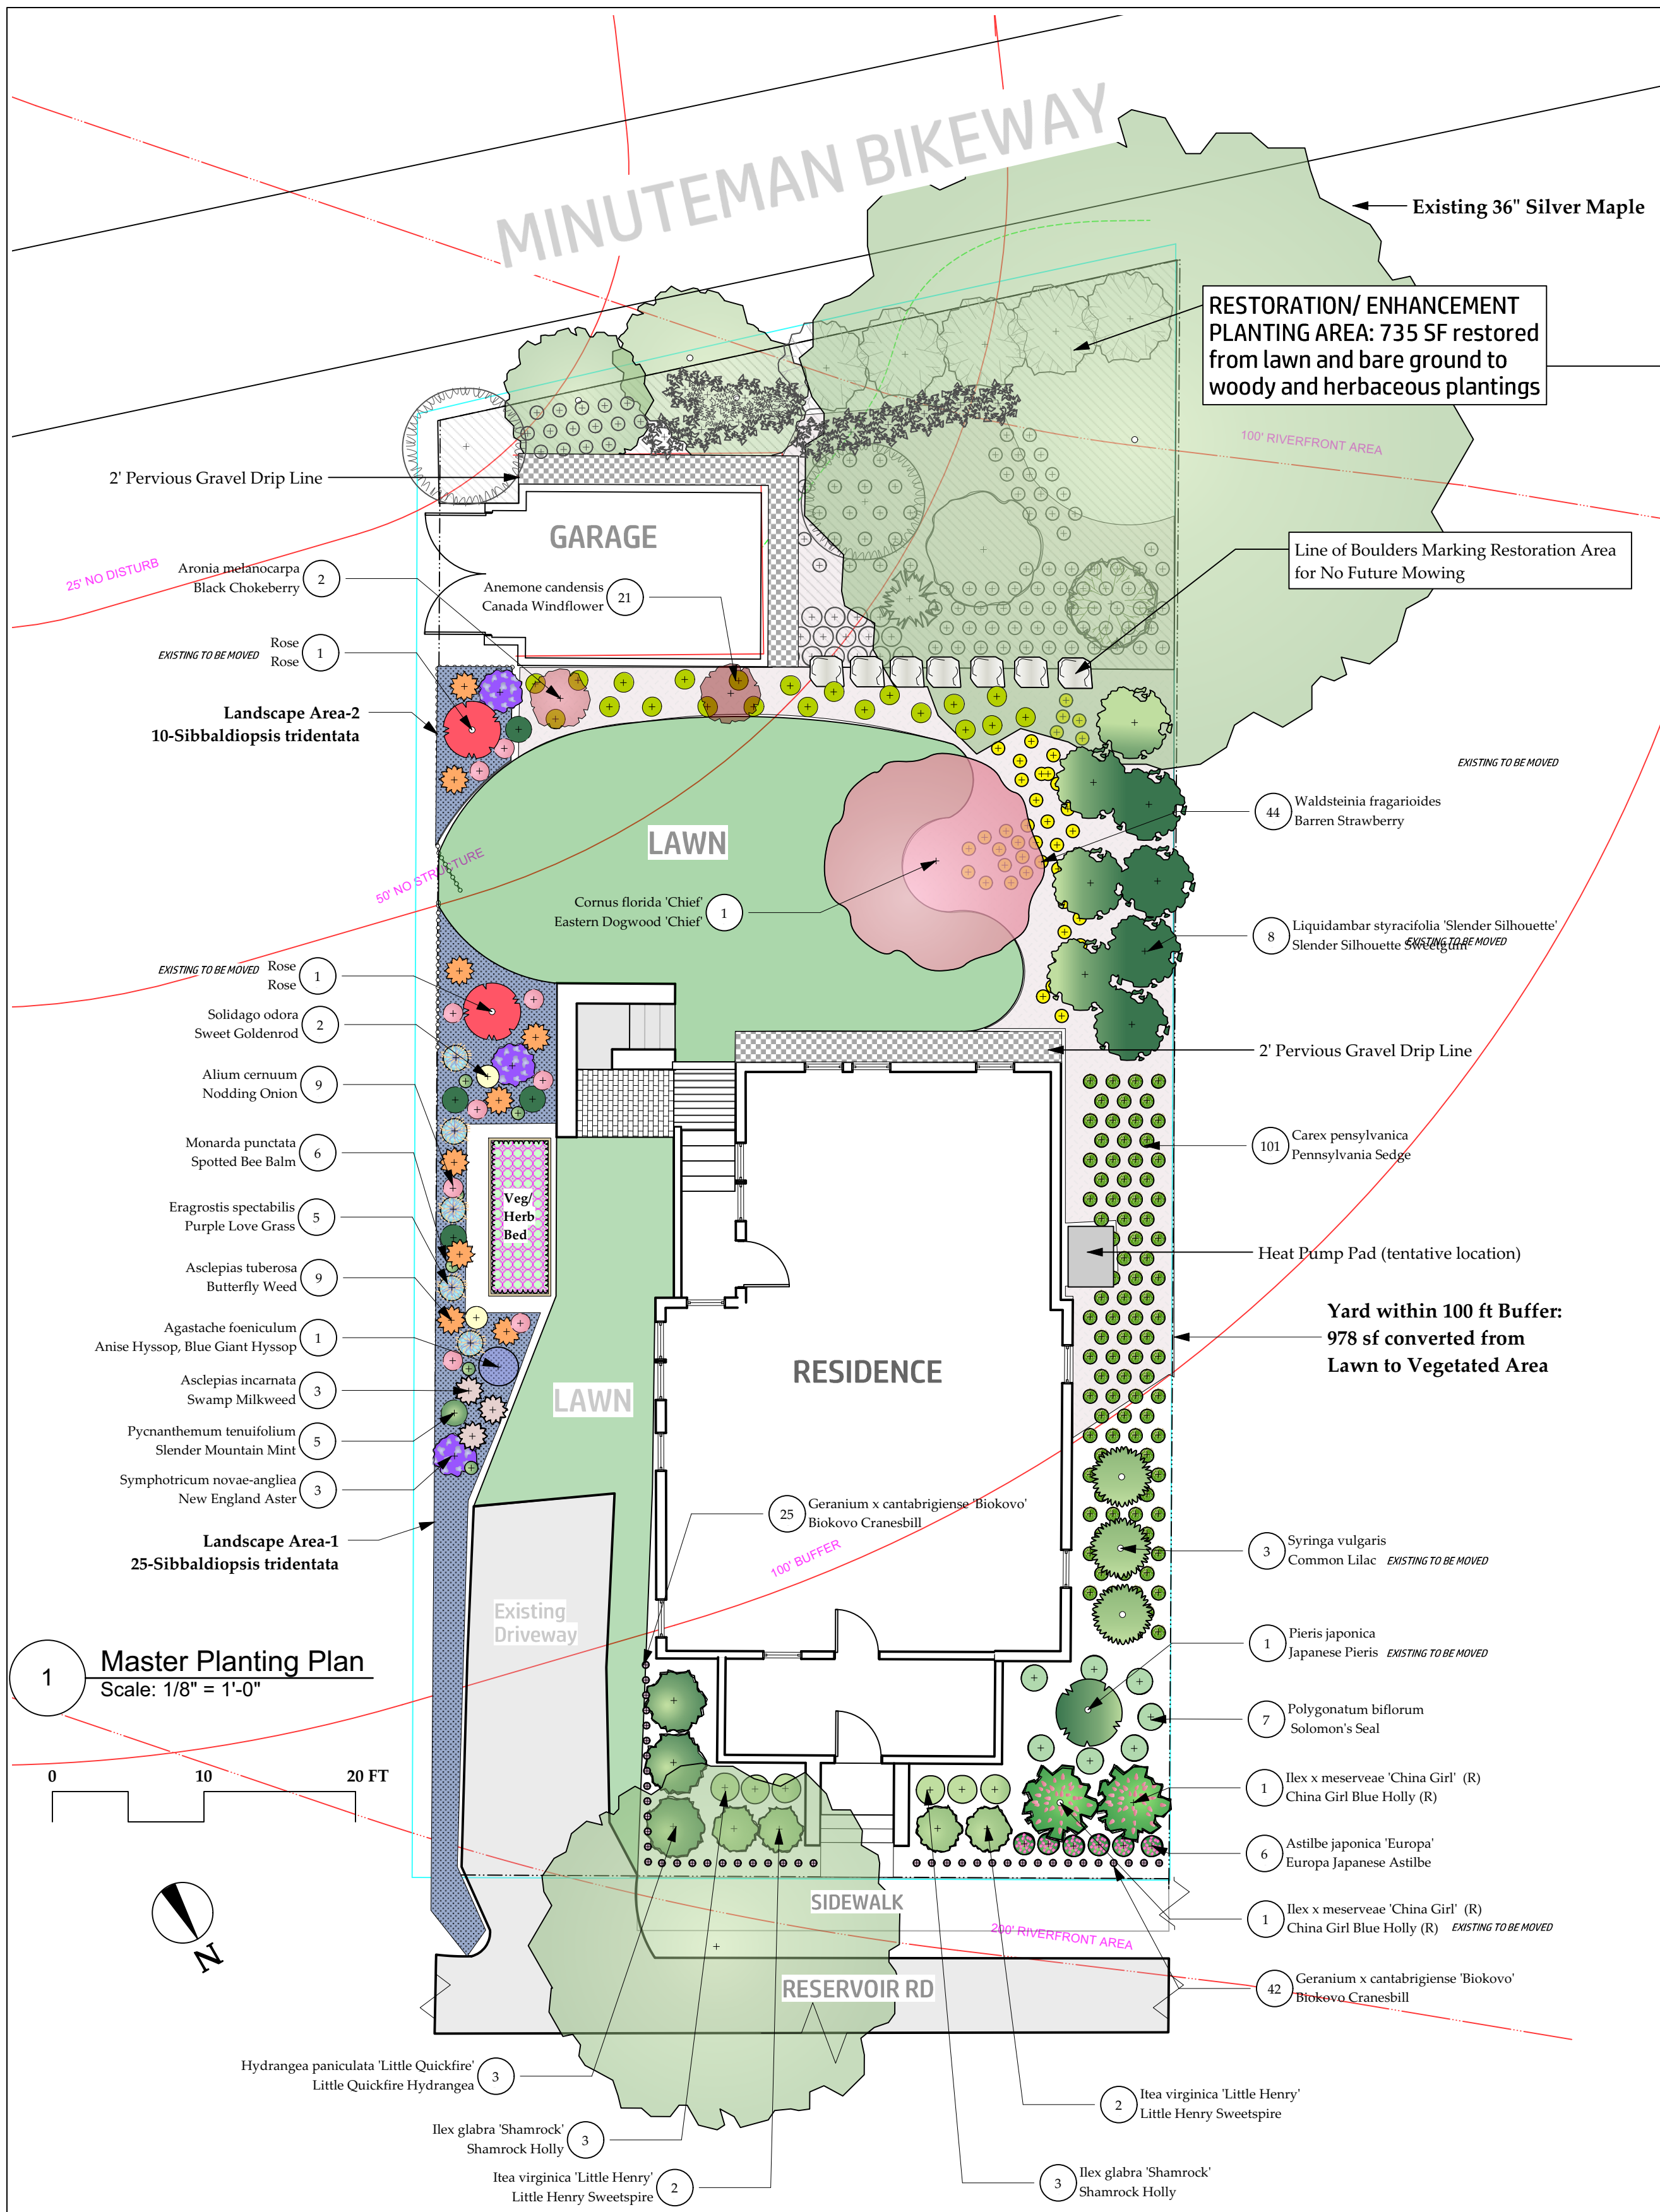 MINUTEMAN BIKEWAY
Existing 36" Silver Maple
RESTORATION/ ENHANCEMENT
PLANTING AREA: 735 SF restored
from lawn and bare ground to
woody and herbaceous plantings
100' RIVERFRONT AREA
2' Pervious Gravel Drip Line
GARAGE
Line of Boulders Marking Restoration Area
for No Future Mowing
25' NO DISTURB
Aronia melanocarpa
Black Chokeberry
2
Anemone candensis
Canada Windflower
21
EXISTING TO BE MOVED
Rose
Rose
1
Landscape Area-2
10-Sibbaldiopsis tridentata
EXISTING TO BE MOVED
44
Waldsteinia fragarioides
Barren Strawberry
LAWN
50' NO STRUCTURE
Cornus florida 'Chief'
Eastern Dogwood 'Chief'
1
8
Liquidambar styracifolia 'Slender Silhouette'
Slender Silhouette Sweetgum
EXISTING TO BE MOVED
EXISTING TO BE MOVED
Rose
Rose
1
Solidago odora
Sweet Goldenrod
2
2' Pervious Gravel Drip Line
Alium cernuum
Nodding Onion
9
Monarda punctata
Spotted Bee Balm
6
101
Carex pensylvanica
Pennsylvania Sedge
Veg/
Herb
Bed
Eragrostis spectabilis
Purple Love Grass
5
Heat Pump Pad (tentative location)
Asclepias tuberosa
Butterfly Weed
9
Yard within 100 ft Buffer:
978 sf converted from
Lawn to Vegetated Area
Agastache foeniculum
Anise Hyssop, Blue Giant Hyssop
1
RESIDENCE
LAWN
Asclepias incarnata
Swamp Milkweed
3
Pycnanthemum tenuifolium
Slender Mountain Mint
5
Symphotricum novae-angliea
New England Aster
3
25
Geranium x cantabrigiense 'Biokovo'
Biokovo Cranesbill
Landscape Area-1
25-Sibbaldiopsis tridentata
100' BUFFER
3
Syringa vulgaris
Common Lilac
EXISTING TO BE MOVED
Existing
Driveway
1
Pieris japonica
Japanese Pieris
EXISTING TO BE MOVED
1
Master Planting Plan
Scale: 1/8" = 1'-0"
7
Polygonatum biflorum
Solomon's Seal
0 10 20 FT
1
Ilex x meserveae 'China Girl' (R)
China Girl Blue Holly (R)
6
Astilbe japonica 'Europa'
Europa Japanese Astilbe
SIDEWALK
1
Ilex x meserveae 'China Girl' (R)
China Girl Blue Holly (R)
EXISTING TO BE MOVED
200' RIVERFRONT AREA
N
RESERVOIR RD
42
Geranium x cantabrigiense 'Biokovo'
Biokovo Cranesbill
Hydrangea paniculata 'Little Quickfire'
Little Quickfire Hydrangea
3
2
Itea virginica 'Little Henry'
Little Henry Sweetspire
Ilex glabra 'Shamrock'
Shamrock Holly
3
Itea virginica 'Little Henry'
Little Henry Sweetspire
2
3
Ilex glabra 'Shamrock'
Shamrock Holly